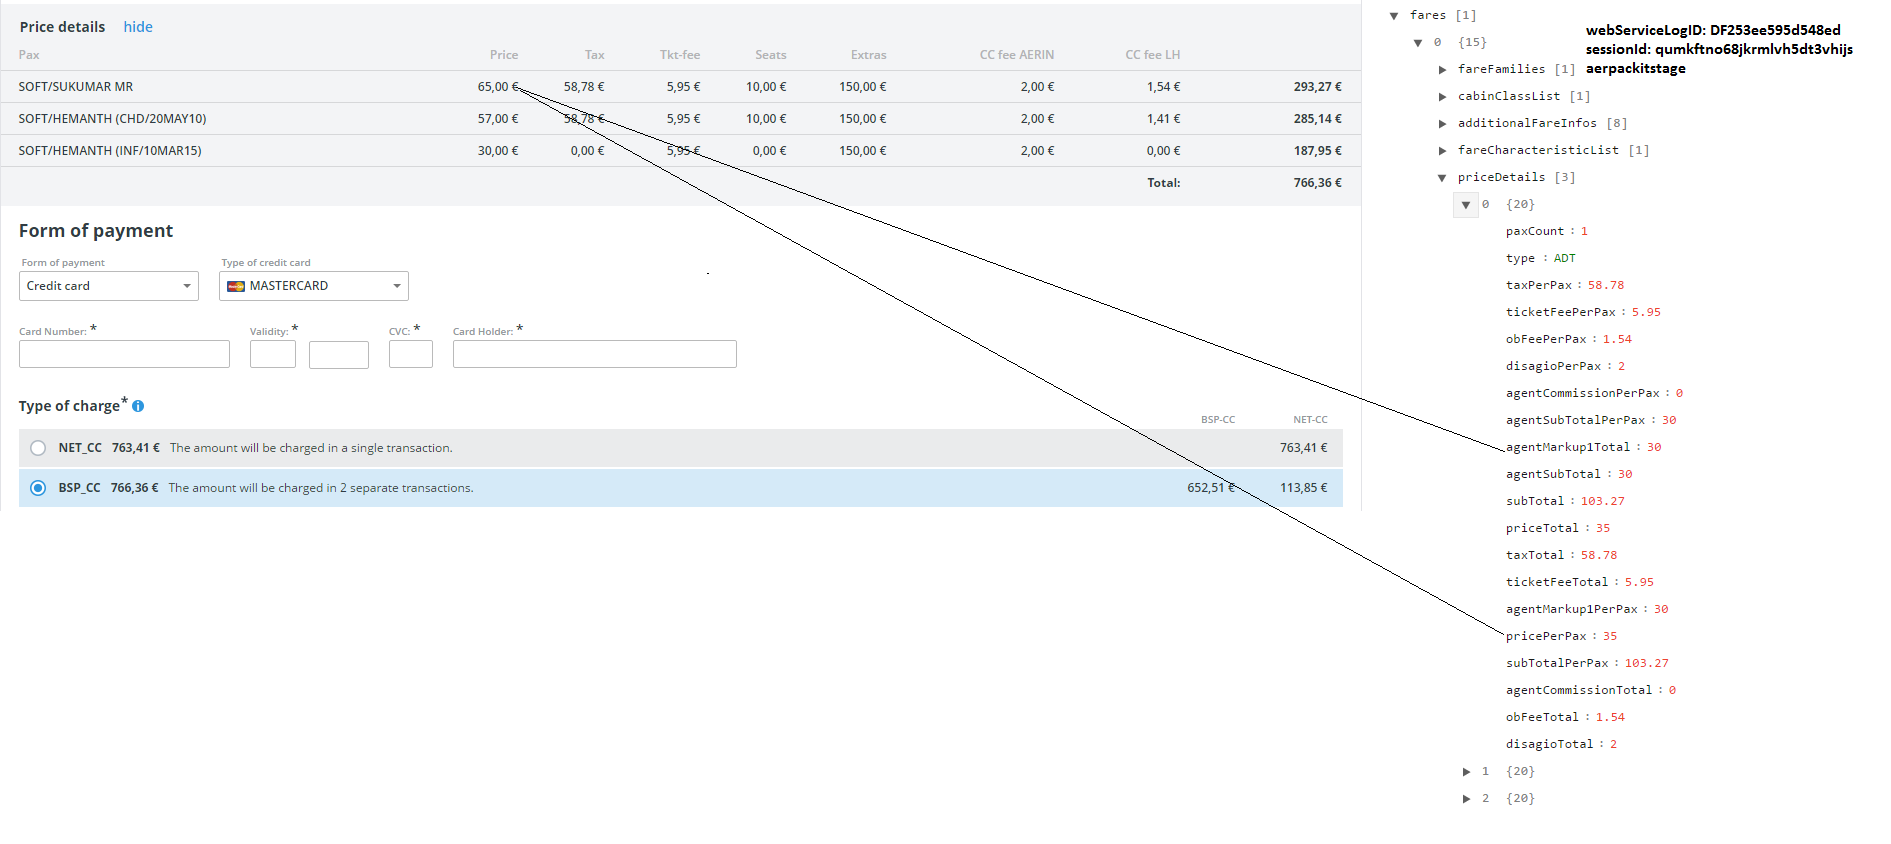 Price details hide
Pax Price Tax Tkt-fee Seats Extras CC fee AERIN CC fee LH
SOFT/SUKUMAR MR 65,00 € 58,78 € 5,95 € 10,00 € 150,00 € 2,00 € 1,54 € 293,27 €
SOFT/HEMANTH (CHD/20MAY10) 57,00 € 58,78 € 5,95 € 10,00 € 150,00 € 2,00 € 1,41 € 285,14 €
SOFT/HEMANTH (INF/10MAR15) 30,00 € 0,00 € 5,95 € 0,00 € 150,00 € 2,00 € 0,00 € 187,95 €
Total: 766,36 €
Form of payment
Form of payment Type of credit card
Credit card MASTERCARD
Card Number: * Validity: * CVC: * Card Holder: *
Type of charge*
BSP-CC NET-CC
NET_CC 763,41 € The amount will be charged in a single transaction. 763,41 €
BSP_CC 766,36 € The amount will be charged in 2 separate transactions. 652,51 € 113,85 €
fares [1]
webServiceLogID: DF253ee595d548ed
sessionId: qumkftno68jkrmlvh5dt3vhijs
aerpackitstage
0 {15}
fareFamilies [1]
cabinClassList [1]
additionalFareInfos [8]
fareCharacteristicList [1]
priceDetails [3]
0 {20}
paxCount : 1
type : ADT
taxPerPax : 58.78
ticketFeePerPax : 5.95
obFeePerPax : 1.54
disagioPerPax : 2
agentCommissionPerPax : 0
agentSubTotalPerPax : 30
agentMarkup1Total : 30
agentSubTotal : 30
subTotal : 103.27
priceTotal : 35
taxTotal : 58.78
ticketFeeTotal : 5.95
agentMarkup1PerPax : 30
pricePerPax : 35
subTotalPerPax : 103.27
agentCommissionTotal : 0
obFeeTotal : 1.54
disagioTotal : 2
1 {20}
2 {20}